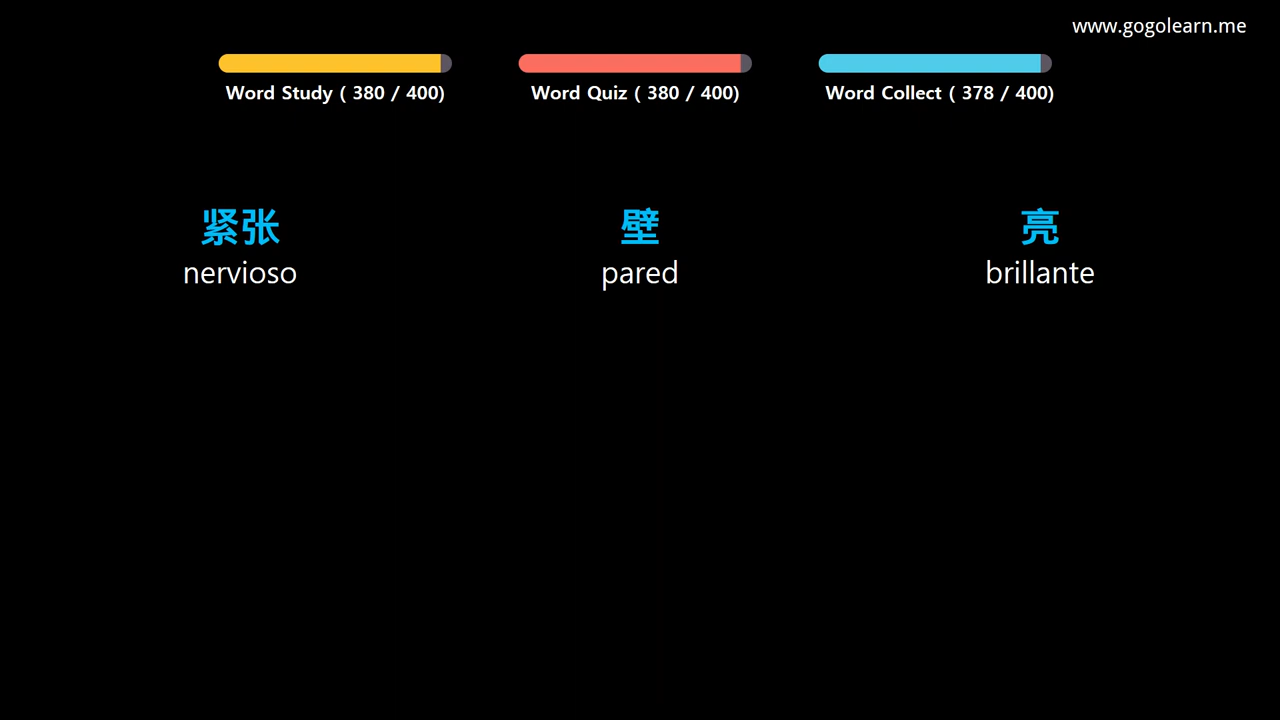 www.gogolearn.me
Word Study ( 380 / 400)
Word Quiz ( 380 / 400)
Word Collect ( 378 / 400)
紧张
nervioso
壁
pared
亮
brillante